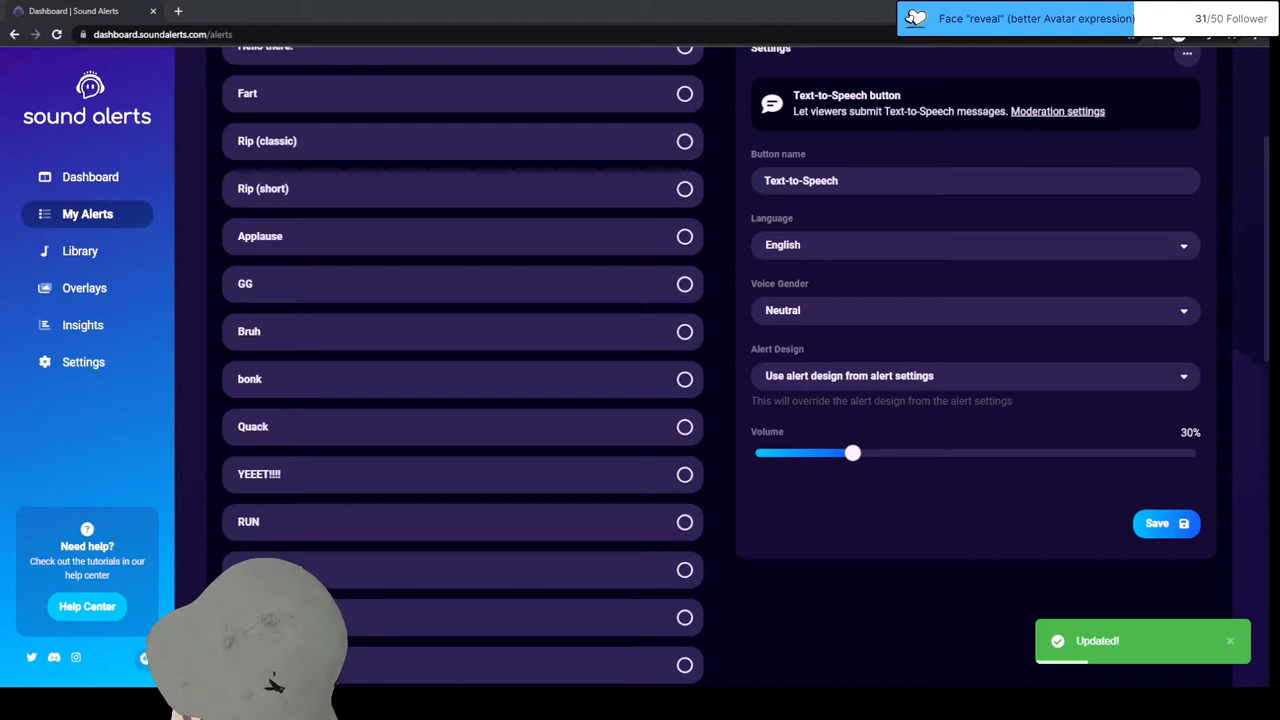 Dashboard | Sound Alerts
Face "reveal" (better Avatar expression)
31/50 Follower
dashboard.soundalerts.com/alerts
sound alerts
Dashboard
My Alerts
Library
Overlays
Insights
Settings
Need help?
Check out the tutorials in our
help center
Help Center
Hello there!
Fart
Rip (classic)
Rip (short)
Applause
GG
Bruh
bonk
Quack
YEEET!!!!
RUN
Settings
Text-to-Speech button
Let viewers submit Text-to-Speech messages. Moderation settings
Button name
Text-to-Speech
Language
English
Voice Gender
Neutral
Alert Design
Use alert design from alert settings
This will override the alert design from the alert settings
Volume
30%
Save
Updated!